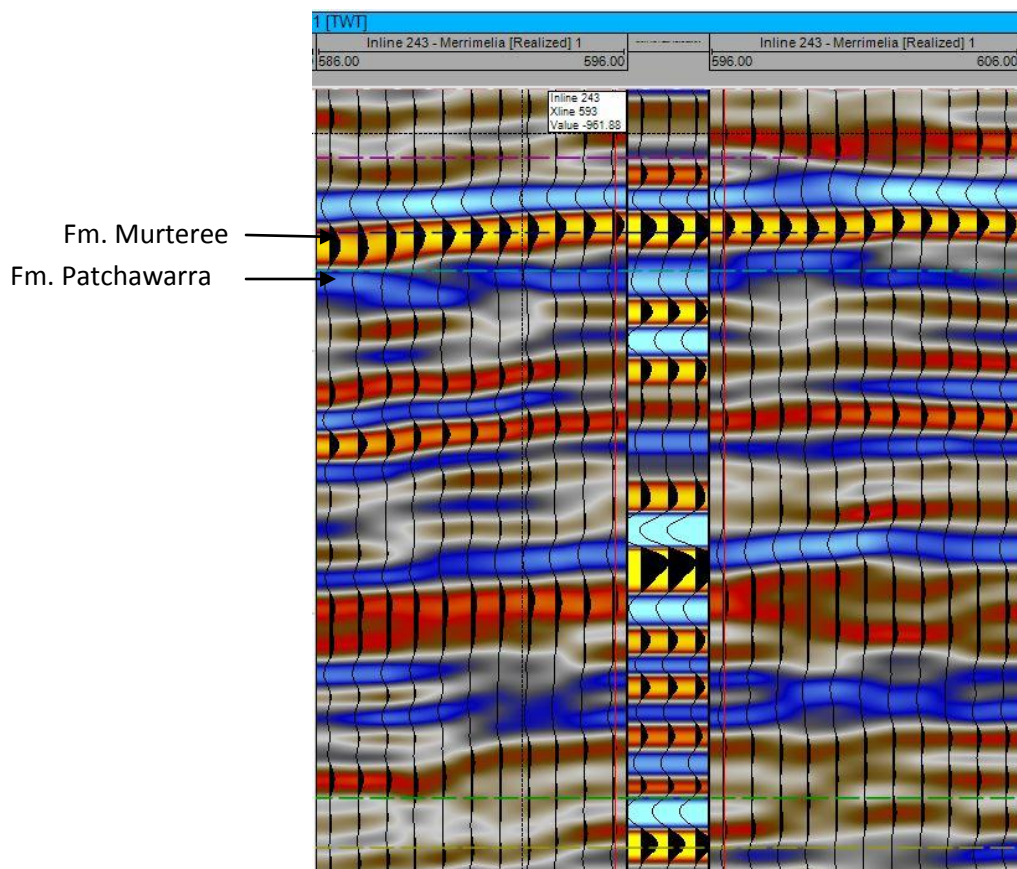 1 [TWT]
Inline 243 - Merrimelia [Realized] 1
Inline 243 - Merrimelia [Realized] 1
586.00 596.00 596.00 606.00
Inline 243
Xline 593
Value -961.88
Fm. Murteree
Fm. Patchawarra